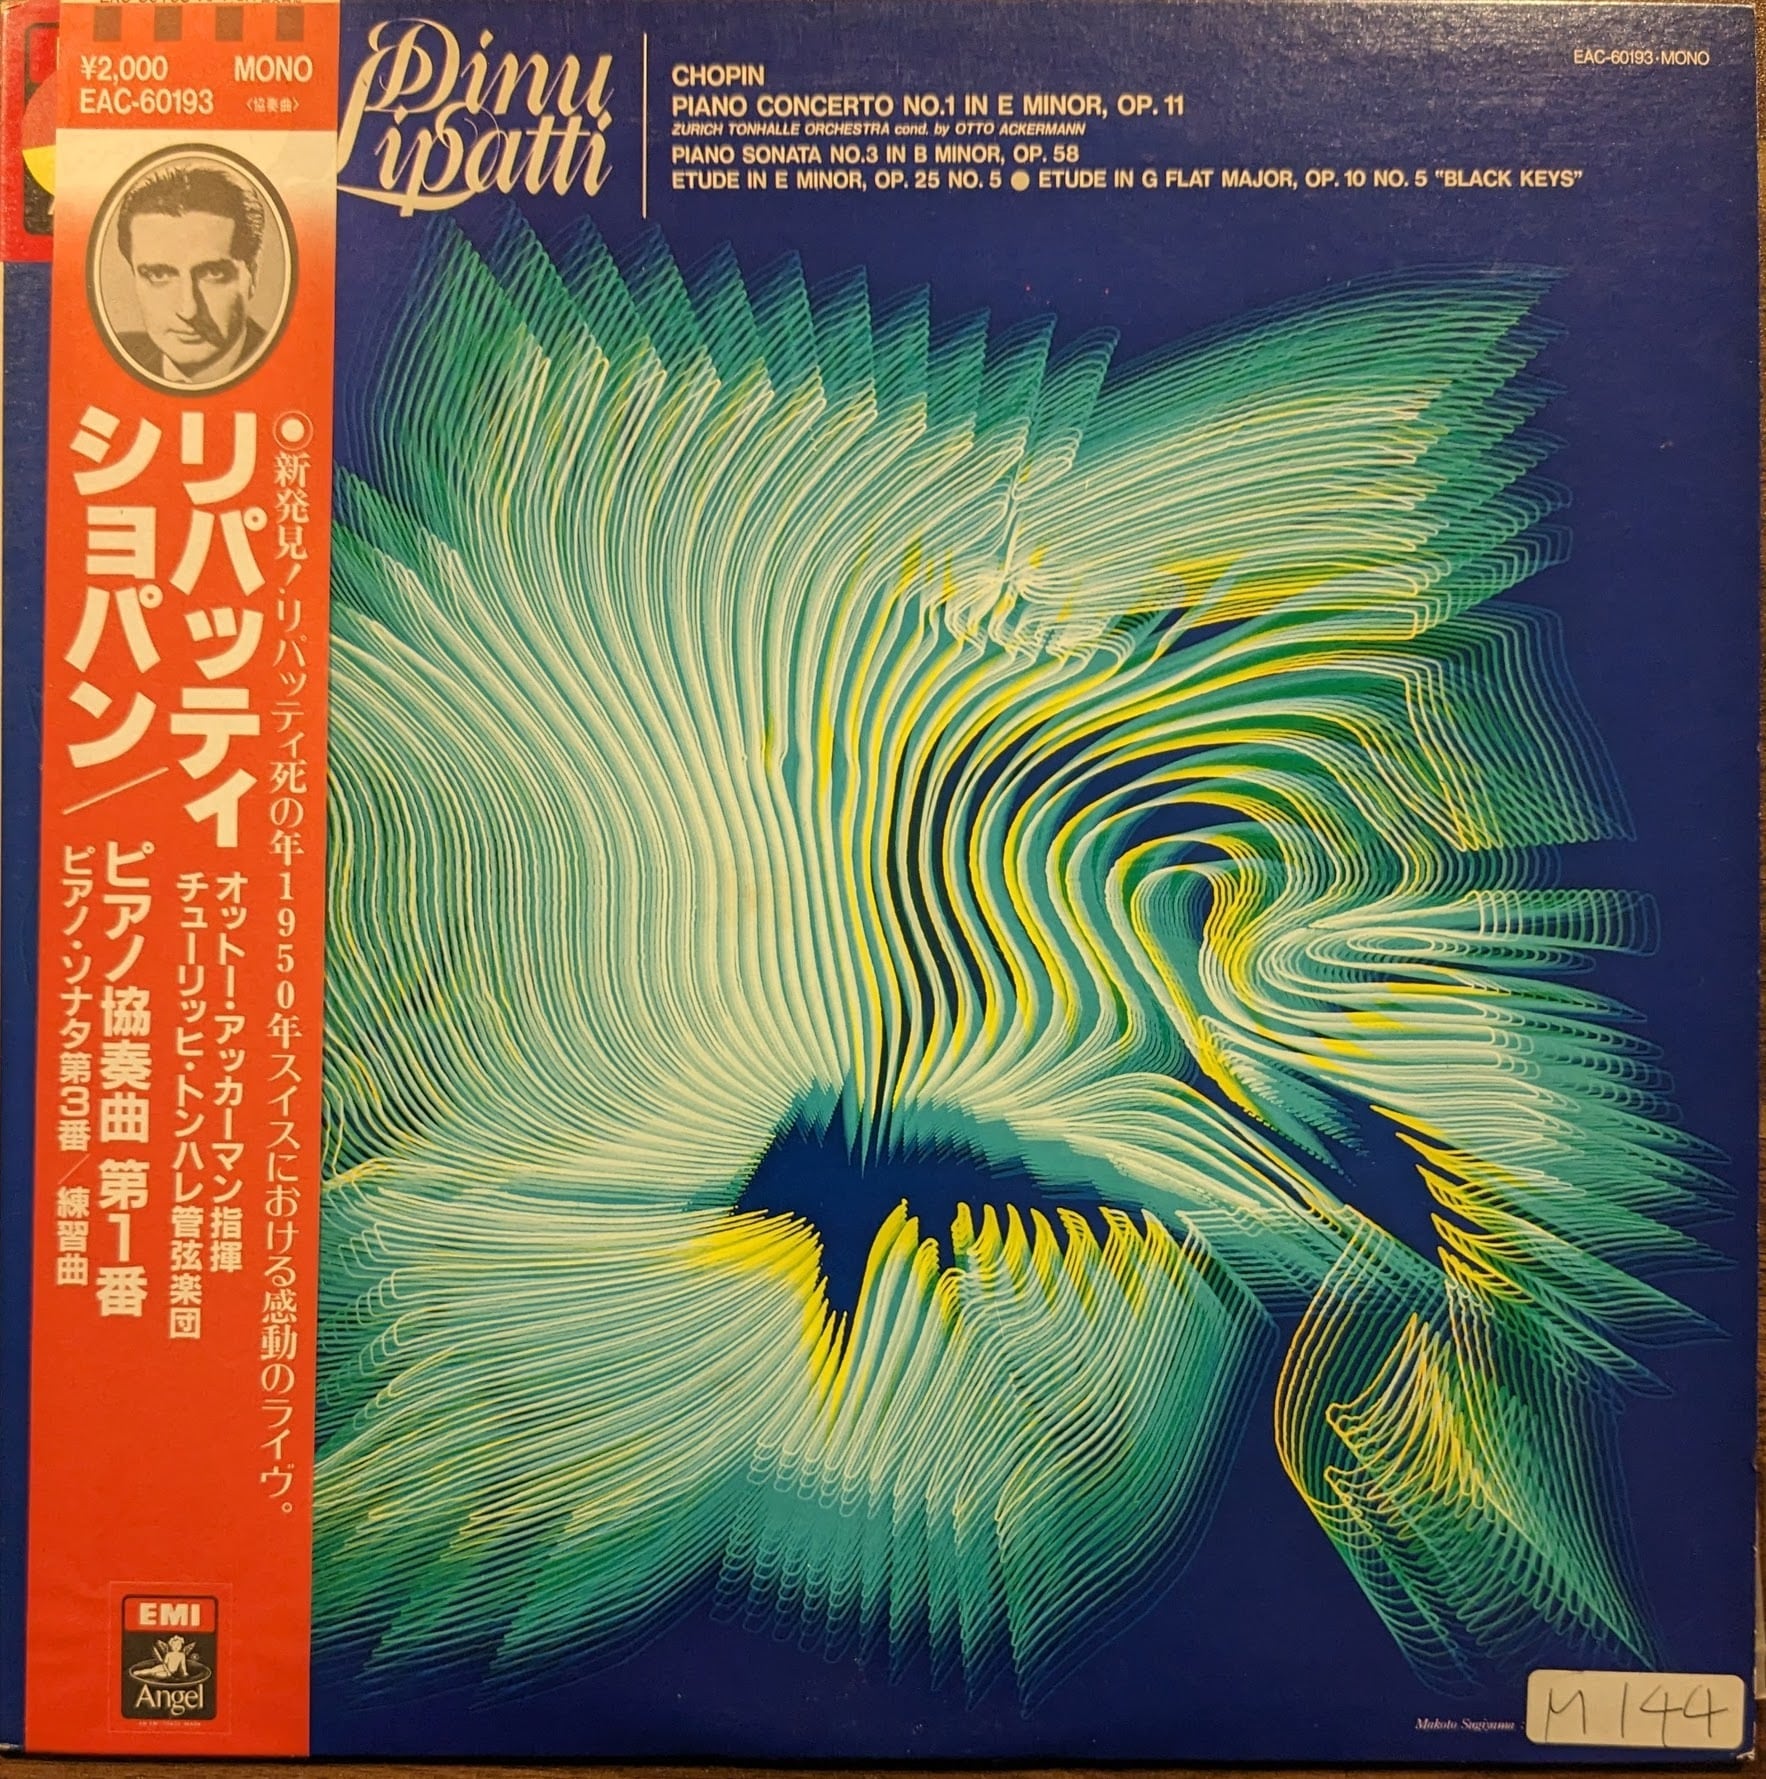 ¥2,000 MONO
EAC-60193 〈協奏曲〉
●新発見!リパッティ死の年1950年スイスにおける感動のライヴ。
リパッティ
オットー・アッカーマン指揮
チューリッヒ・トンハレ管弦楽団
ショパン/
ピアノ協奏曲 第1番
ピアノ・ソナタ第3番/練習曲
EMI
Angel
Dinu
Lipatti
CHOPIN
PIANO CONCERTO NO.1 IN E MINOR, OP. 11
ZURICH TONHALLE ORCHESTRA cond. by OTTO ACKERMANN
PIANO SONATA NO.3 IN B MINOR, OP. 58
ETUDE IN E MINOR, OP. 25 NO. 5 ● ETUDE IN G FLAT MAJOR, OP. 10 NO. 5 "BLACK KEYS"
EAC-60193・MONO
Makoto Sugiyama
M 144